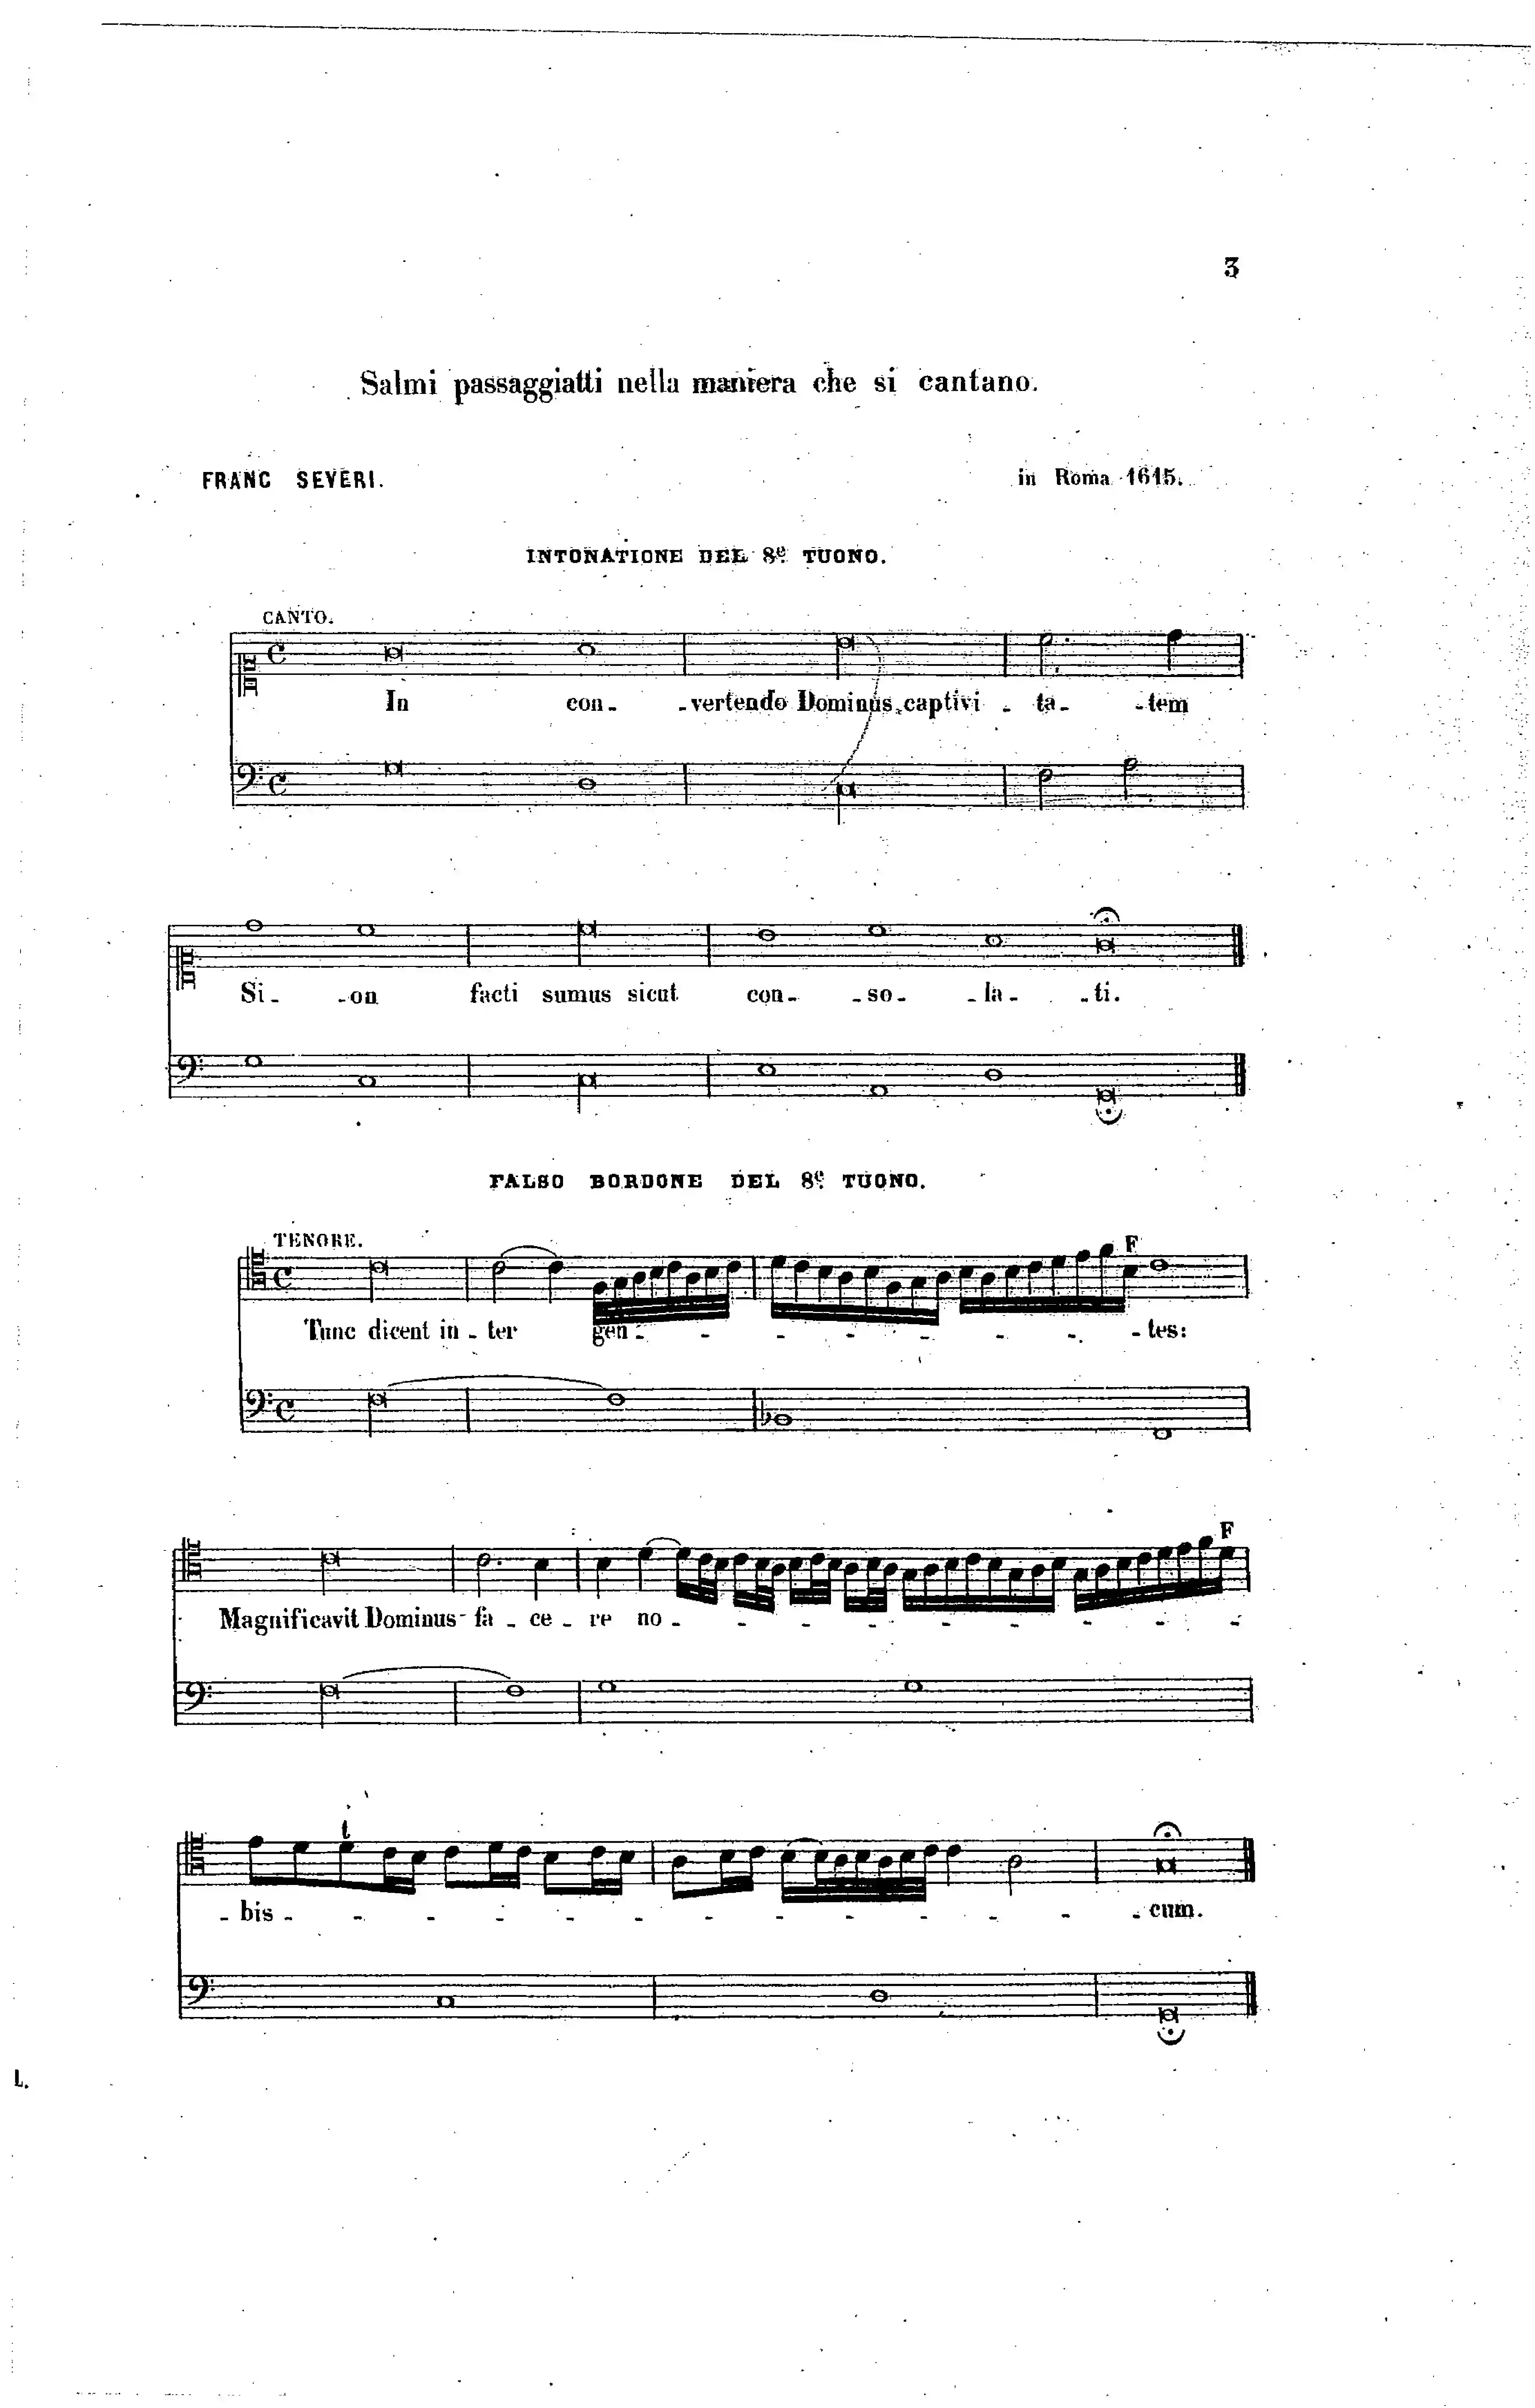 3
Salmi passaggiatti nella maniera che si cantano.
FRANC SEVERI. in Roma 1615.
INTONATIONE DEL 8º TUONO.
CANTO.
In con- -vertendo Dominus captivi - ta- -tem
Si- -on facti sumus sicut con- -so- -la- -ti.
FALSO BORDONE DEL 8º TUONO.
TENORE.
F
Tunc dicent in - ter gen- - - - - - - tes:
F
Magnificavit Dominus fa - ce - re no- - - - - - - - -
t
- bis - - - - - - - - - - - - - cum.
L.